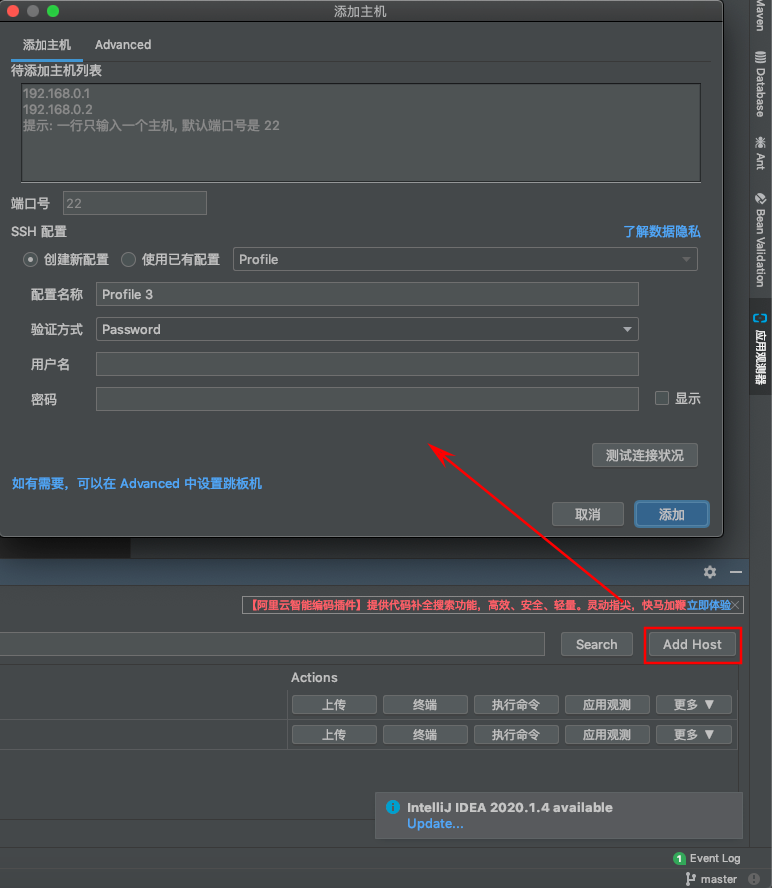 添加主机
添加主机 Advanced
待添加主机列表
192.168.0.1
192.168.0.2
提示: 一行只输入一个主机, 默认端口号是 22
端口号 22
SSH 配置 了解数据隐私
创建新配置 使用已有配置 Profile
配置名称 Profile 3
验证方式 Password
用户名
密码 显示
测试连接状况
如有需要，可以在 Advanced 中设置跳板机
取消 添加
Maven
Database
Ant
Bean Validation
应用观测器
【阿里云智能编码插件】提供代码补全搜索功能，高效、安全、轻量。灵动指尖，快马加鞭 立即体验
Search Add Host
Actions
上传 终端 执行命令 应用观测 更多 ▼
上传 终端 执行命令 应用观测 更多 ▼
IntelliJ IDEA 2020.1.4 available
Update...
1 Event Log
master